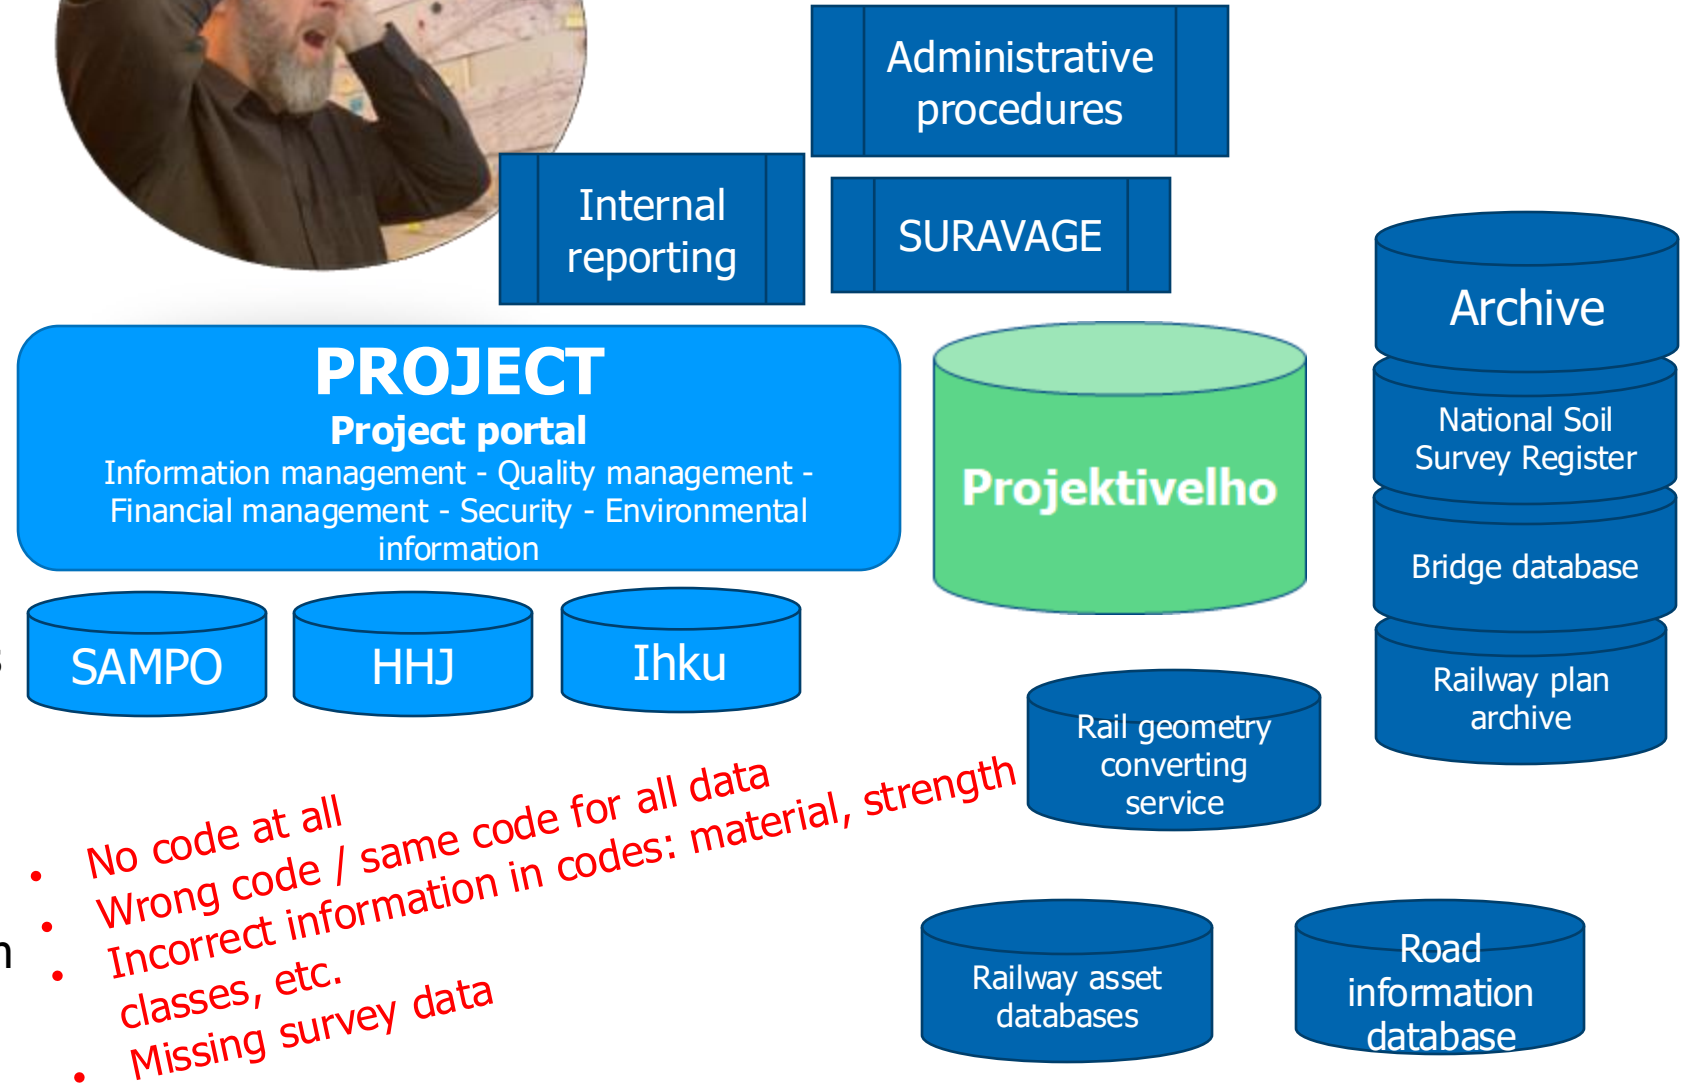 Administrative
procedures
Internal
reporting
SURAVAGE
Archive
National Soil
Survey Register
Bridge database
Railway plan
archive
PROJECT
Project portal
Information management - Quality management -
Financial management - Security - Environmental
information
Projektivelho
SAMPO
HHJ
Ihku
Rail geometry
converting
service
• No code at all
• Wrong code / same code for all data
• Incorrect information in codes: material, strength
classes, etc.
• Missing survey data
Railway asset
databases
Road
information
database